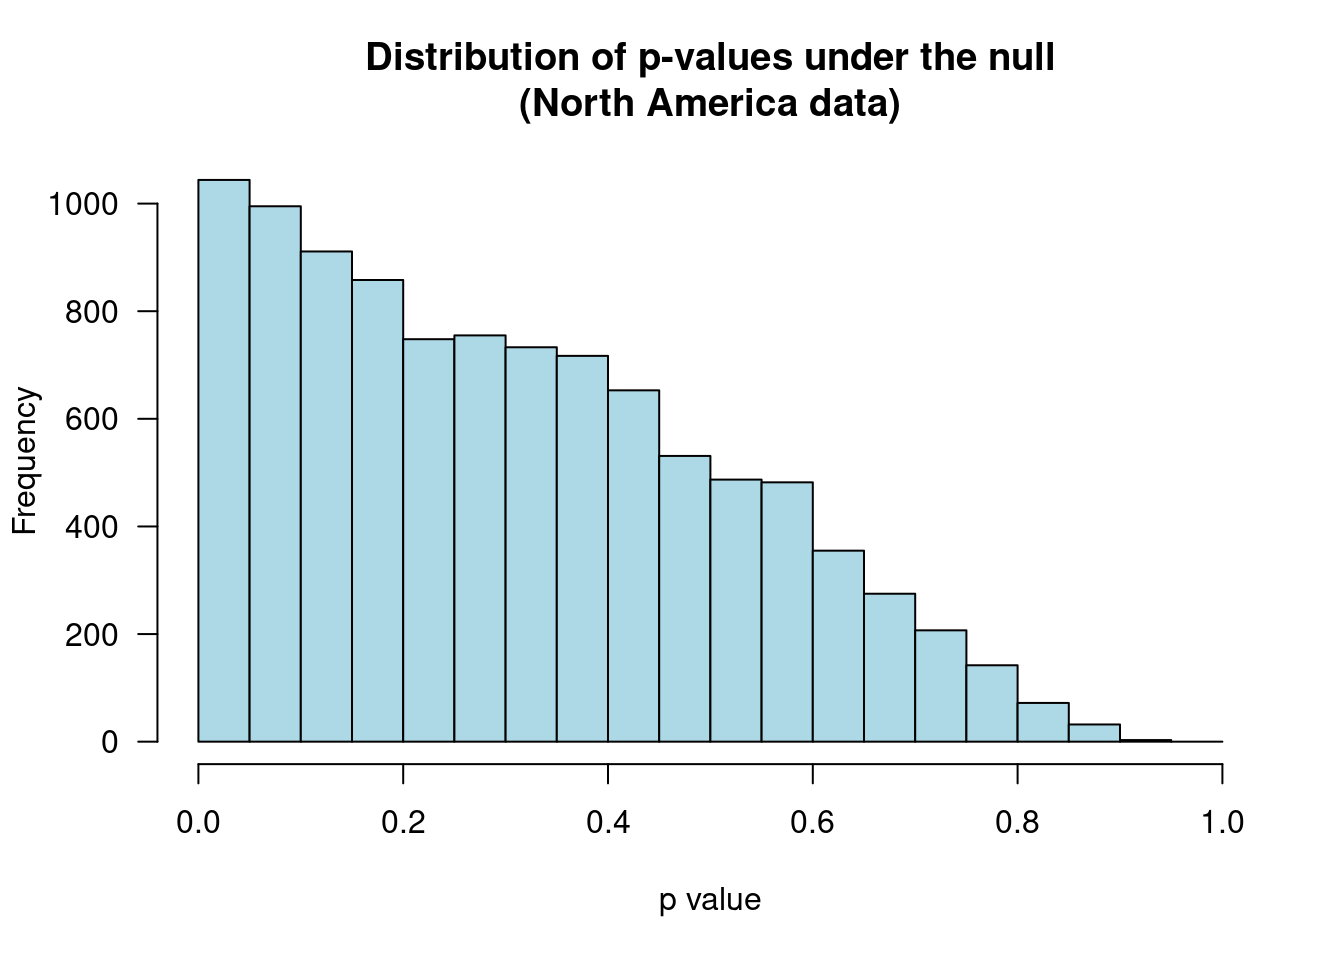 Distribution of p-values under the null
(North America data)
Frequency
1000
800
600
400
200
0
0.0 0.2 0.4 0.6 0.8 1.0
p value